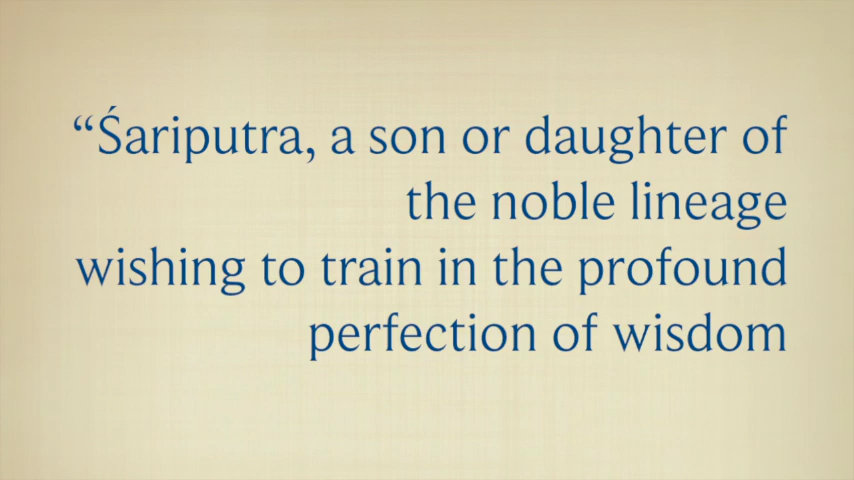 “Śariputra, a son or daughter of
the noble lineage
wishing to train in the profound
perfection of wisdom